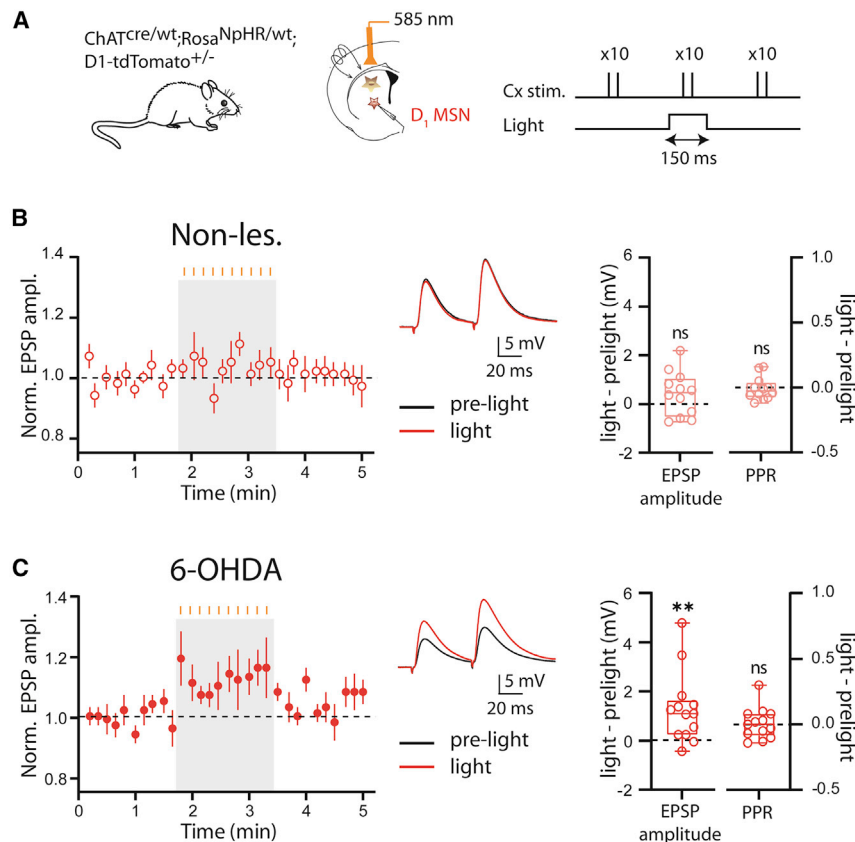 A
ChATcre/wt;RosaNpHR/wt;
D1-tdTomato+/-
585 nm
D1 MSN
x10 x10 x10
Cx stim.
Light
150 ms
B
Non-les.
Norm. EPSP ampl.
1.4
1.2
1.0
0.8
0 1 2 3 4 5
Time (min)
5 mV
20 ms
pre-light
light
light - prelight (mV)
6
4
2
0
-2
ns
ns
1.0
0.5
0.0
-0.5
light - prelight
EPSP
amplitude
PPR
C
6-OHDA
Norm. EPSP ampl.
1.4
1.2
1.0
0.8
0 1 2 3 4 5
Time (min)
5 mV
20 ms
pre-light
light
light - prelight (mV)
6
4
2
0
-2
**
ns
1.0
0.5
0.0
-0.5
light - prelight
EPSP
amplitude
PPR